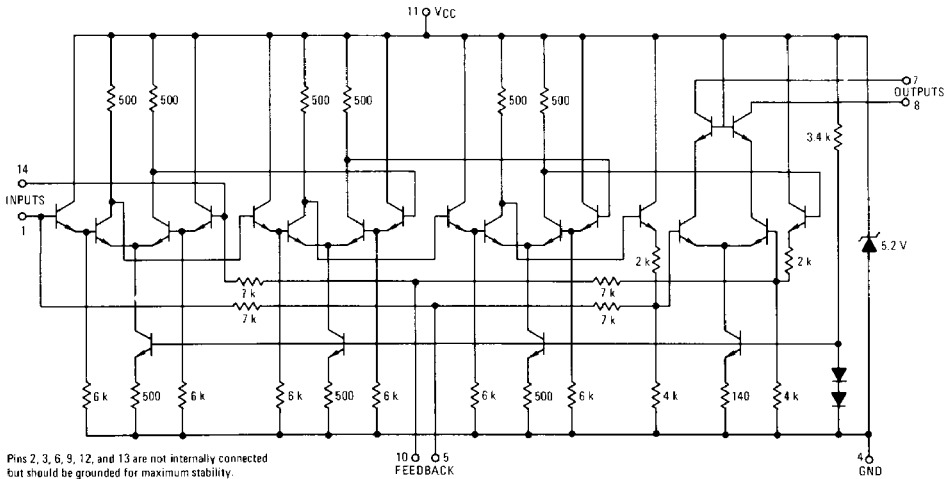 11 VCC
500 500 500 500 500 500
7
OUTPUTS
8
3.4 k
14
INPUTS
1
5.2 V
2 k 2 k
7 k 7 k
7 k 7 k
6 k 500 6 k 6 k 500 6 k 6 k 500 6 k 4 k 140 4 k
10 5
FEEDBACK
4
GND
Pins 2, 3, 6, 9, 12, and 13 are not internally connected
but should be grounded for maximum stability.